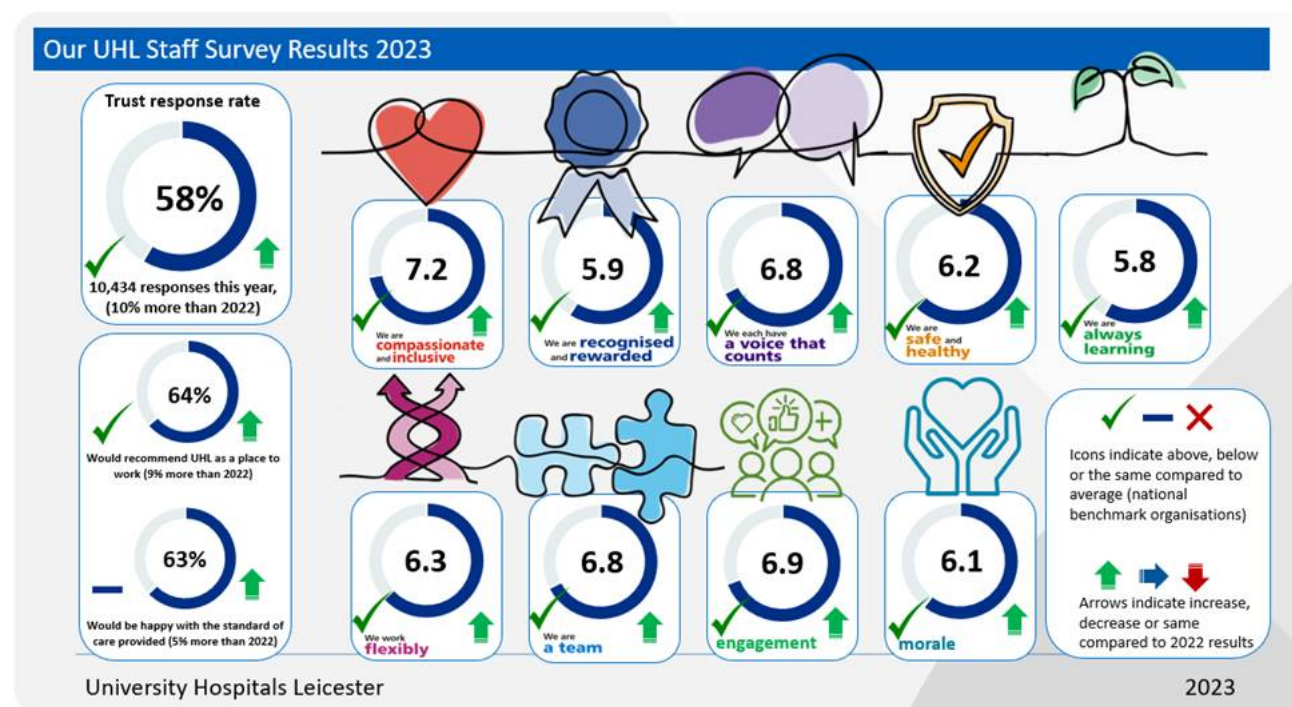 Our UHL Staff Survey Results 2023
Trust response rate
58%
10,434 responses this year,
(10% more than 2022)
64%
Would recommend UHL as a place to
work (9% more than 2022)
63%
Would be happy with the standard of
care provided (5% more than 2022)
7.2
We are
compassionate
and inclusive
5.9
We are recognised
and rewarded
6.8
We each have
a voice that
counts
6.2
We are
safe and
healthy
5.8
We are
always
learning
6.3
We work
flexibly
6.8
We are
a team
6.9
engagement
6.1
morale
Icons indicate above, below
or the same compared to
average (national
benchmark organisations)
Arrows indicate increase,
decrease or same
compared to 2022 results
University Hospitals Leicester
2023